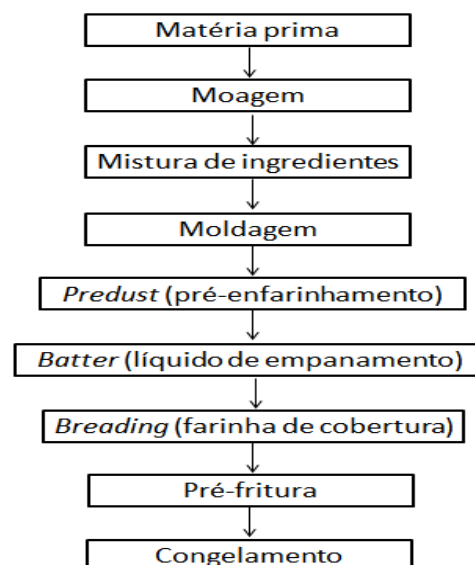 Matéria prima
Moagem
Mistura de ingredientes
Moldagem
Predust (pré-enfarinhamento)
Batter (líquido de empanamento)
Breading (farinha de cobertura)
Pré-fritura
Congelamento